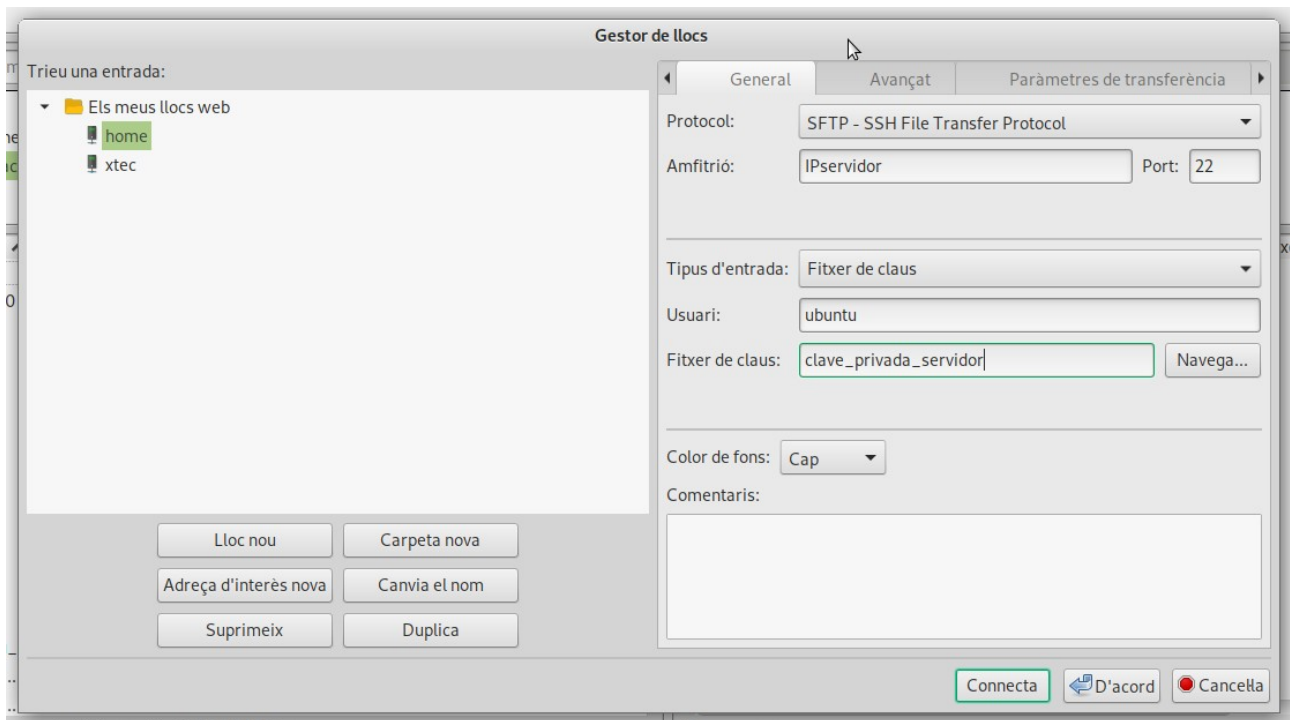 Gestor de llocs
Trieu una entrada:
Els meus llocs web
home
xtec
Lloc nou
Carpeta nova
Adreça d'interès nova
Canvia el nom
Suprimeix
Duplica
General
Avançat
Paràmetres de transferència
Protocol:
SFTP - SSH File Transfer Protocol
Amfitrió:
IPservidor
Port:
22
Tipus d'entrada:
Fitxer de claus
Usuari:
ubuntu
Fitxer de claus:
clave_privada_servidor
Navega...
Color de fons:
Cap
Comentaris:
Connecta
D'acord
Cancel·la